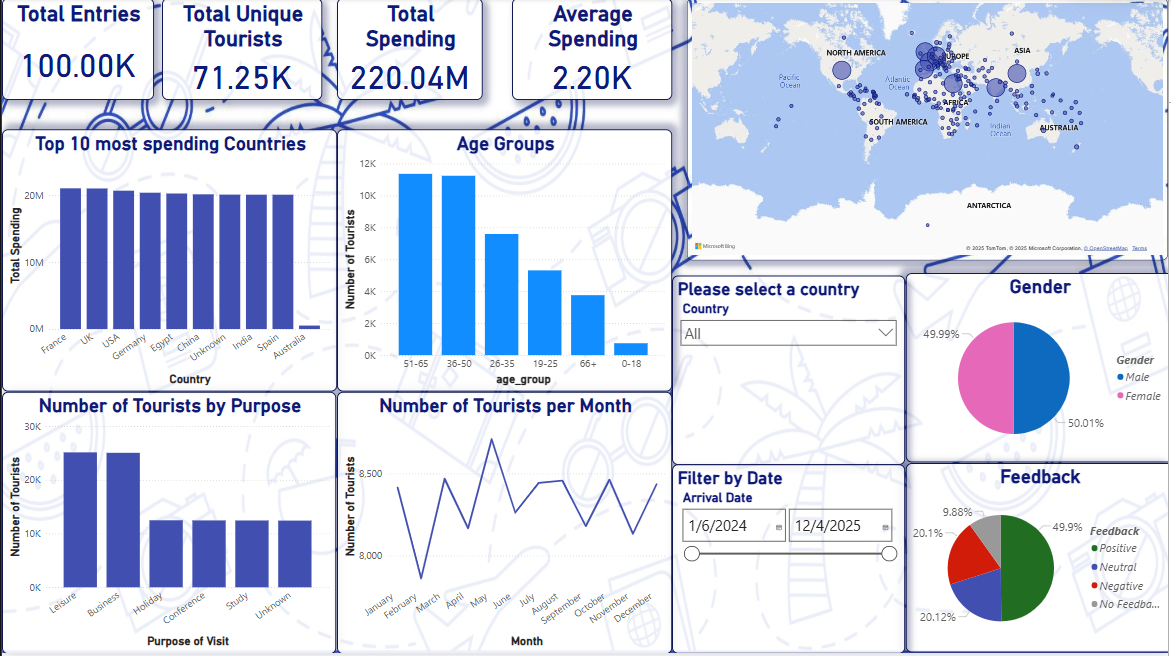 Total Entries
100.00K
Total Unique
Tourists
71.25K
Total
Spending
220.04M
Average
Spending
2.20K
NORTH AMERICA
EUROPE
ASIA
Pacific
Ocean
Atlantic
Ocean
AFRICA
SOUTH AMERICA
Indian
Ocean
AUSTRALIA
ANTARCTICA
Microsoft Bing
© 2025 TomTom, © 2025 Microsoft Corporation, © OpenStreetMap Terms
Top 10 most spending Countries
Total Spending
20M
10M
0M
France
UK
USA
Germany
Egypt
China
Unknown
India
Spain
Australia
Country
Age Groups
Number of Tourists
12K
10K
8K
6K
4K
2K
0K
51-65
36-50
26-35
19-25
66+
0-18
age_group
Please select a country
Country
All
Gender
49.99%
50.01%
Gender
Male
Female
Number of Tourists by Purpose
Number of Tourists
30K
20K
10K
0K
Leisure
Business
Holiday
Conference
Study
Unknown
Purpose of Visit
Number of Tourists per Month
Number of Tourists
8,500
8,000
January
February
March
April
May
June
July
August
September
October
November
December
Month
Filter by Date
Arrival Date
1/6/2024
12/4/2025
Feedback
9.88%
20.1%
49.9%
20.12%
Feedback
Positive
Neutral
Negative
No Feedba...